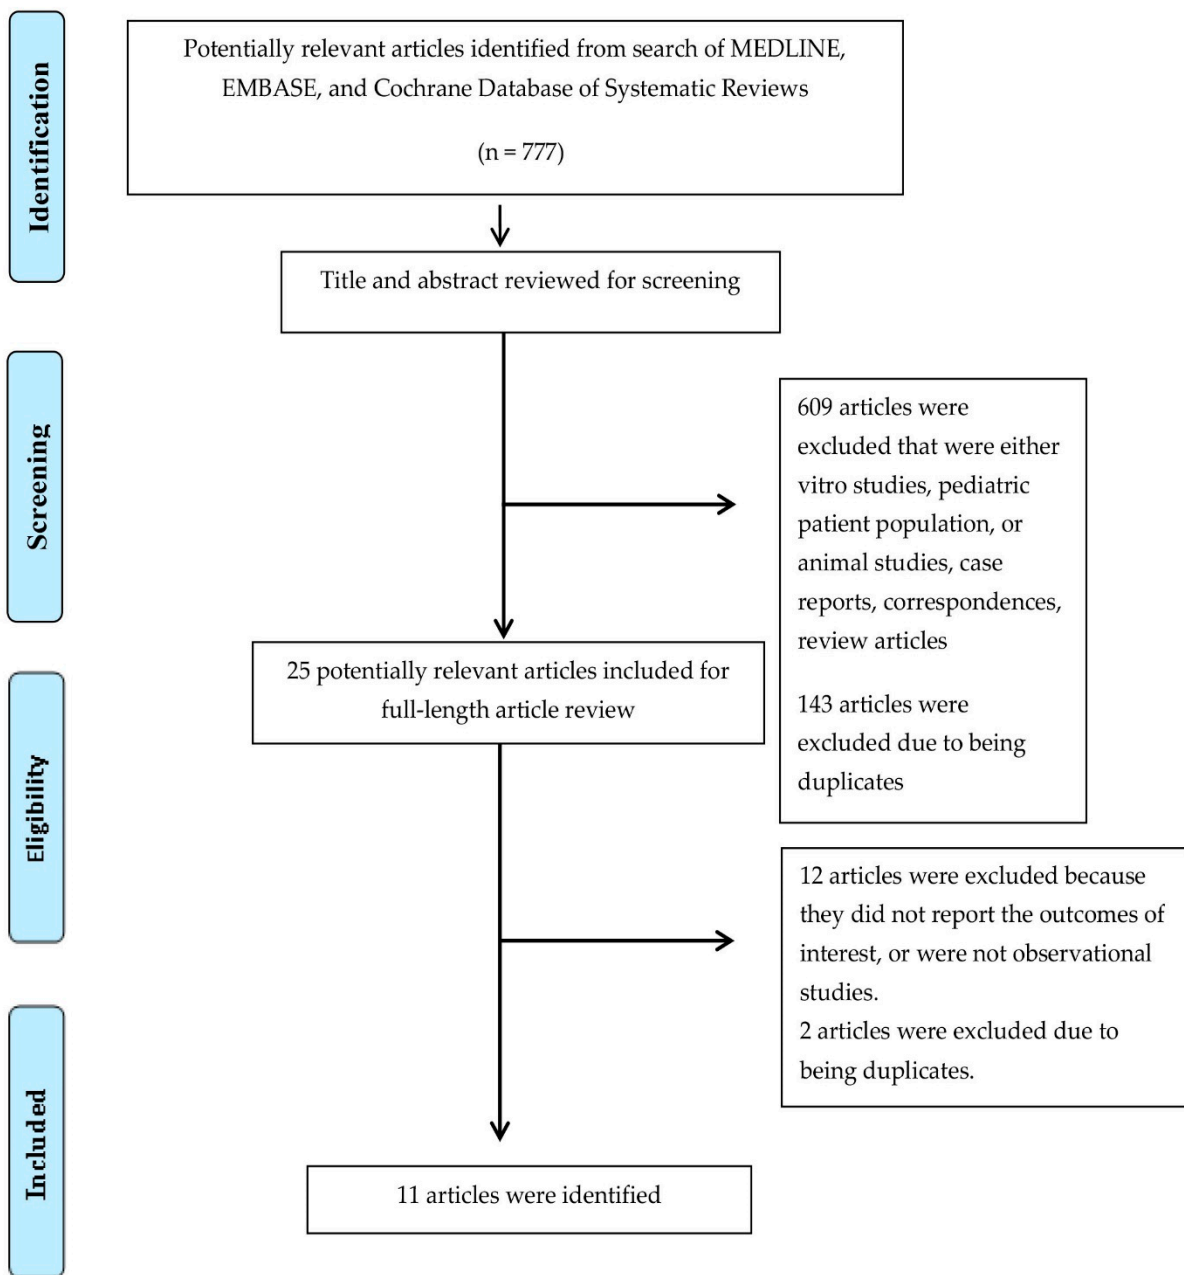 Identification
Potentially relevant articles identified from search of MEDLINE,
EMBASE, and Cochrane Database of Systematic Reviews
(n = 777)
Title and abstract reviewed for screening
Screening
609 articles were
excluded that were either
vitro studies, pediatric
patient population, or
animal studies, case
reports, correspondences,
review articles
143 articles were
excluded due to being
duplicates
25 potentially relevant articles included for
full-length article review
Eligibility
12 articles were excluded because
they did not report the outcomes of
interest, or were not observational
studies.
2 articles were excluded due to
being duplicates.
Included
11 articles were identified